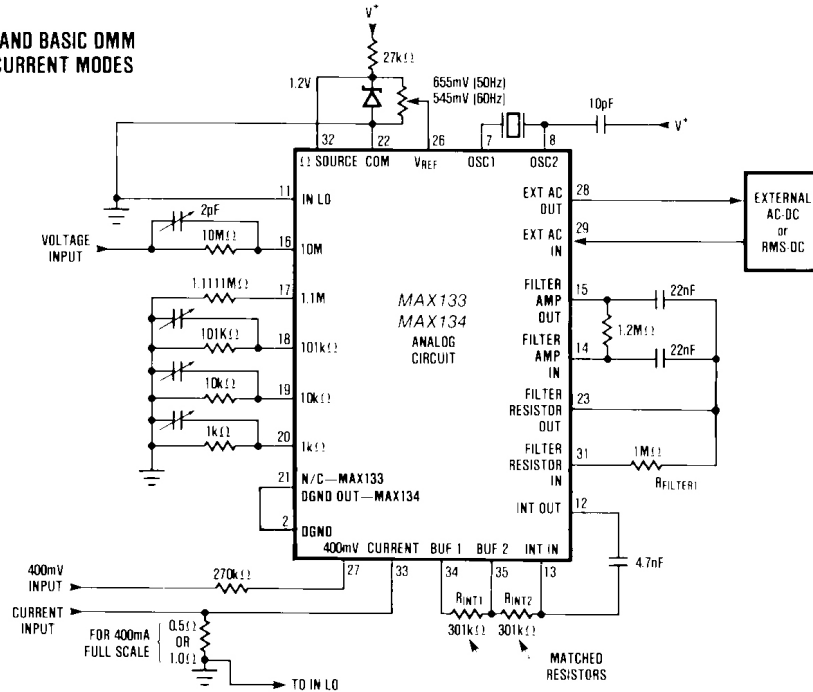 AND BASIC DMM
CURRENT MODES
V+
27kΩ
1.2V
655mV (50Hz)
545mV (60Hz)
10pF
V+
32
22
26
7
8
Ω SOURCE
COM
VREF
OSC1
OSC2
11
IN LO
2pF
VOLTAGE
INPUT
10MΩ
16
10M
1.1111MΩ
17
1.1M
101KΩ
18
101kΩ
10kΩ
19
10kΩ
1kΩ
20
1kΩ
21
N/C—MAX133
DGND OUT—MAX134
2
DGND
MAX133
MAX134
ANALOG
CIRCUIT
EXT AC
OUT
28
EXT AC
IN
29
EXTERNAL
AC-DC
or
RMS-DC
FILTER
AMP
OUT
15
22nF
1.2MΩ
FILTER
AMP
IN
14
22nF
FILTER
RESISTOR
OUT
23
FILTER
RESISTOR
IN
31
1MΩ
RFILTER1
INT OUT
12
4.7nF
400mV
CURRENT
BUF 1
BUF 2
INT IN
27
33
34
35
13
400mV
INPUT
270kΩ
CURRENT
INPUT
FOR 400mA
FULL SCALE
0.5Ω
OR
1.0Ω
TO IN LO
RINT1
301kΩ
RINT2
301kΩ
MATCHED
RESISTORS